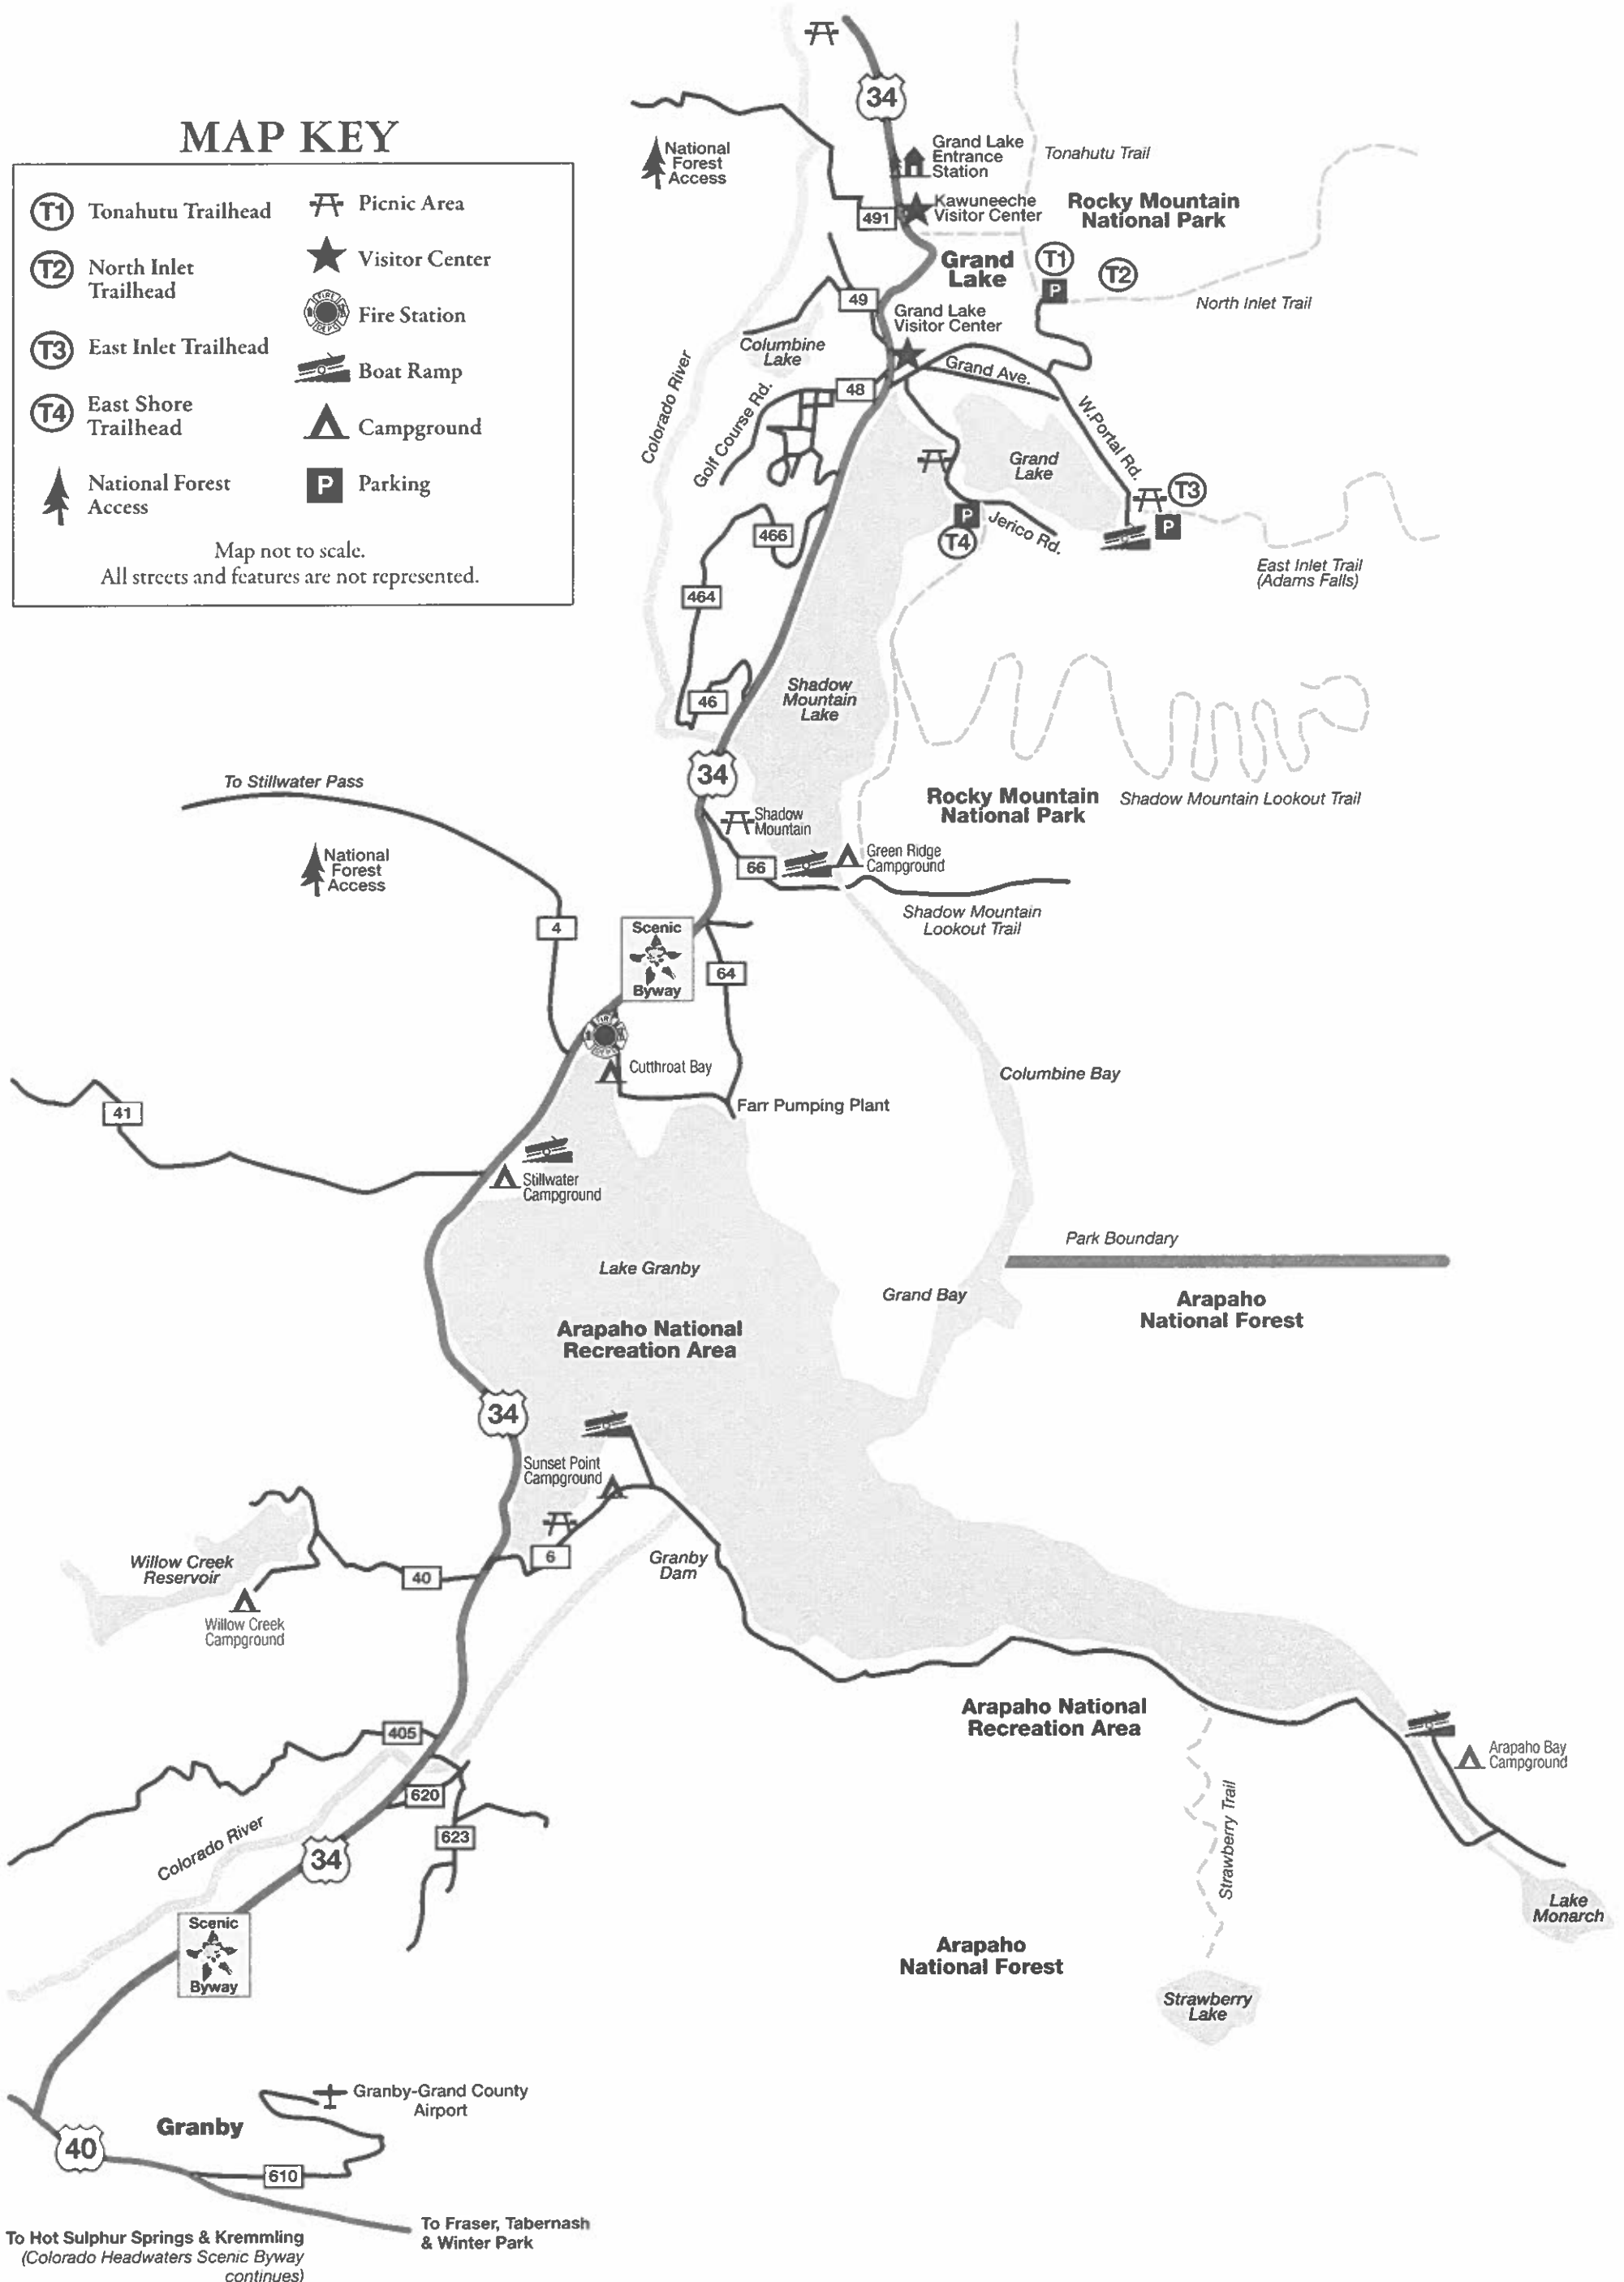 MAP KEY
T1 Tonahutu Trailhead
T2 North Inlet
Trailhead
T3 East Inlet Trailhead
T4 East Shore
Trailhead
National Forest
Access
Picnic Area
Visitor Center
Fire Station
Boat Ramp
Campground
P Parking
Map not to scale.
All streets and features are not represented.
34
National
Forest
Access
Grand Lake
Entrance
Station
Tonahutu Trail
491
Kawuneeche
Visitor Center
Rocky Mountain
National Park
Grand
Lake
T1
P
T2
North Inlet Trail
49
Grand Lake
Visitor Center
Columbine
Lake
Colorado River
Grand Ave.
48
Golf Course Rd.
W.Portal Rd.
Grand
Lake
T3
P
P
T4
Jerico Rd.
East Inlet Trail
(Adams Falls)
466
464
46
Shadow
Mountain
Lake
34
To Stillwater Pass
Shadow
Mountain
Rocky Mountain
National Park
Shadow Mountain Lookout Trail
National
Forest
Access
66
Green Ridge
Campground
Shadow Mountain
Lookout Trail
4
Scenic
Byway
64
Cutthroat Bay
Columbine Bay
Farr Pumping Plant
41
Stillwater
Campground
Park Boundary
Lake Granby
Grand Bay
Arapaho
National Forest
Arapaho National
Recreation Area
34
Sunset Point
Campground
6
Granby
Dam
Willow Creek
Reservoir
40
Willow Creek
Campground
Arapaho National
Recreation Area
405
620
623
Arapaho Bay
Campground
Strawberry Trail
Colorado River
34
Lake
Monarch
Scenic
Byway
Arapaho
National Forest
Strawberry
Lake
Granby-Grand County
Airport
Granby
40
610
To Fraser, Tabernash
& Winter Park
To Hot Sulphur Springs & Kremmling
(Colorado Headwaters Scenic Byway
continues)